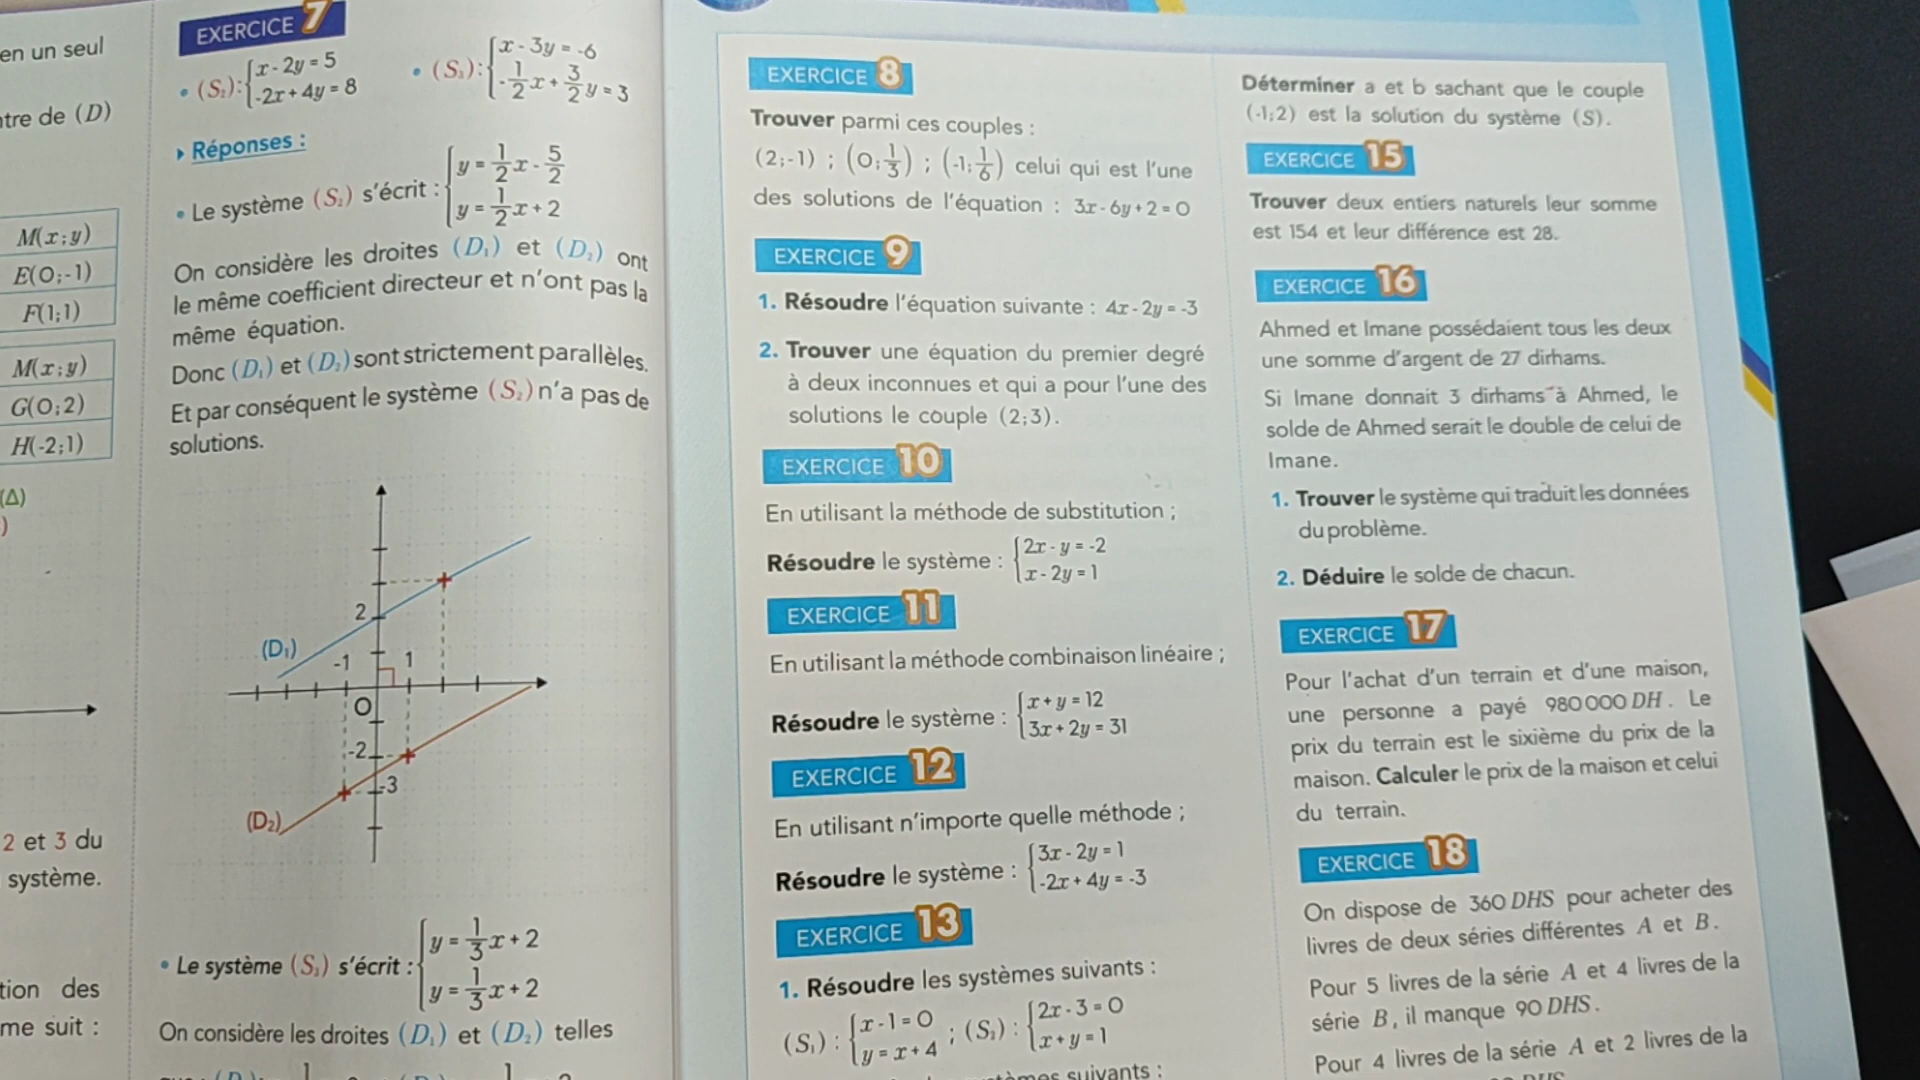 en un seul
tre de (D)
M(x;y)
E(0;-1)
F(1;1)
M(x;y)
G(0;2)
H(-2;1)
(Δ)
)
2 et 3 du
système.
tion des
me suit :
EXERCICE 7
• (S₂): { x - 2y = 5
-2x + 4y = 8
• (S₃): { x - 3y = -6
-1/2 x + 3/2 y = 3
Réponses :
• Le système (S₂) s'écrit : { y = 1/2 x - 5/2
y = 1/2 x + 2
On considère les droites (D₁) et (D₂) ont
le même coefficient directeur et n'ont pas la
même équation.
Donc (D₁) et (D₂) sont strictement parallèles.
Et par conséquent le système (S₂) n'a pas de
solutions.
2
(D₁)
-1
1
O
-2
-3
(D₂)
• Le système (S₃) s'écrit : { y = 1/3 x + 2
y = 1/3 x + 2
On considère les droites (D₁) et (D₂) telles
EXERCICE 8
Trouver parmi ces couples :
(2;-1) ; (0;1/3) ; (-1;1/6) celui qui est l'une
des solutions de l'équation : 3x - 6y + 2 = 0
EXERCICE 9
1. Résoudre l'équation suivante : 4x - 2y = -3
2. Trouver une équation du premier degré
à deux inconnues et qui a pour l'une des
solutions le couple (2;3).
EXERCICE 10
En utilisant la méthode de substitution ;
Résoudre le système : { 2x - y = -2
x - 2y = 1
EXERCICE 11
En utilisant la méthode combinaison linéaire ;
Résoudre le système : { x + y = 12
3x + 2y = 31
EXERCICE 12
En utilisant n'importe quelle méthode ;
Résoudre le système : { 3x - 2y = 1
-2x + 4y = -3
EXERCICE 13
1. Résoudre les systèmes suivants :
(S₁) : { x - 1 = 0
y = x + 4 ; (S₂) : { 2x - 3 = 0
x + y = 1
suivants :
Déterminer a et b sachant que le couple
(-1;2) est la solution du système (S).
EXERCICE 15
Trouver deux entiers naturels leur somme
est 154 et leur différence est 28.
EXERCICE 16
Ahmed et Imane possédaient tous les deux
une somme d'argent de 27 dirhams.
Si Imane donnait 3 dirhams à Ahmed, le
solde de Ahmed serait le double de celui de
Imane.
1. Trouver le système qui traduit les données
du problème.
2. Déduire le solde de chacun.
EXERCICE 17
Pour l'achat d'un terrain et d'une maison,
une personne a payé 980 000 DH. Le
prix du terrain est le sixième du prix de la
maison. Calculer le prix de la maison et celui
du terrain.
EXERCICE 18
On dispose de 360 DHS pour acheter des
livres de deux séries différentes A et B.
Pour 5 livres de la série A et 4 livres de la
série B, il manque 90 DHS.
Pour 4 livres de la série A et 2 livres de la